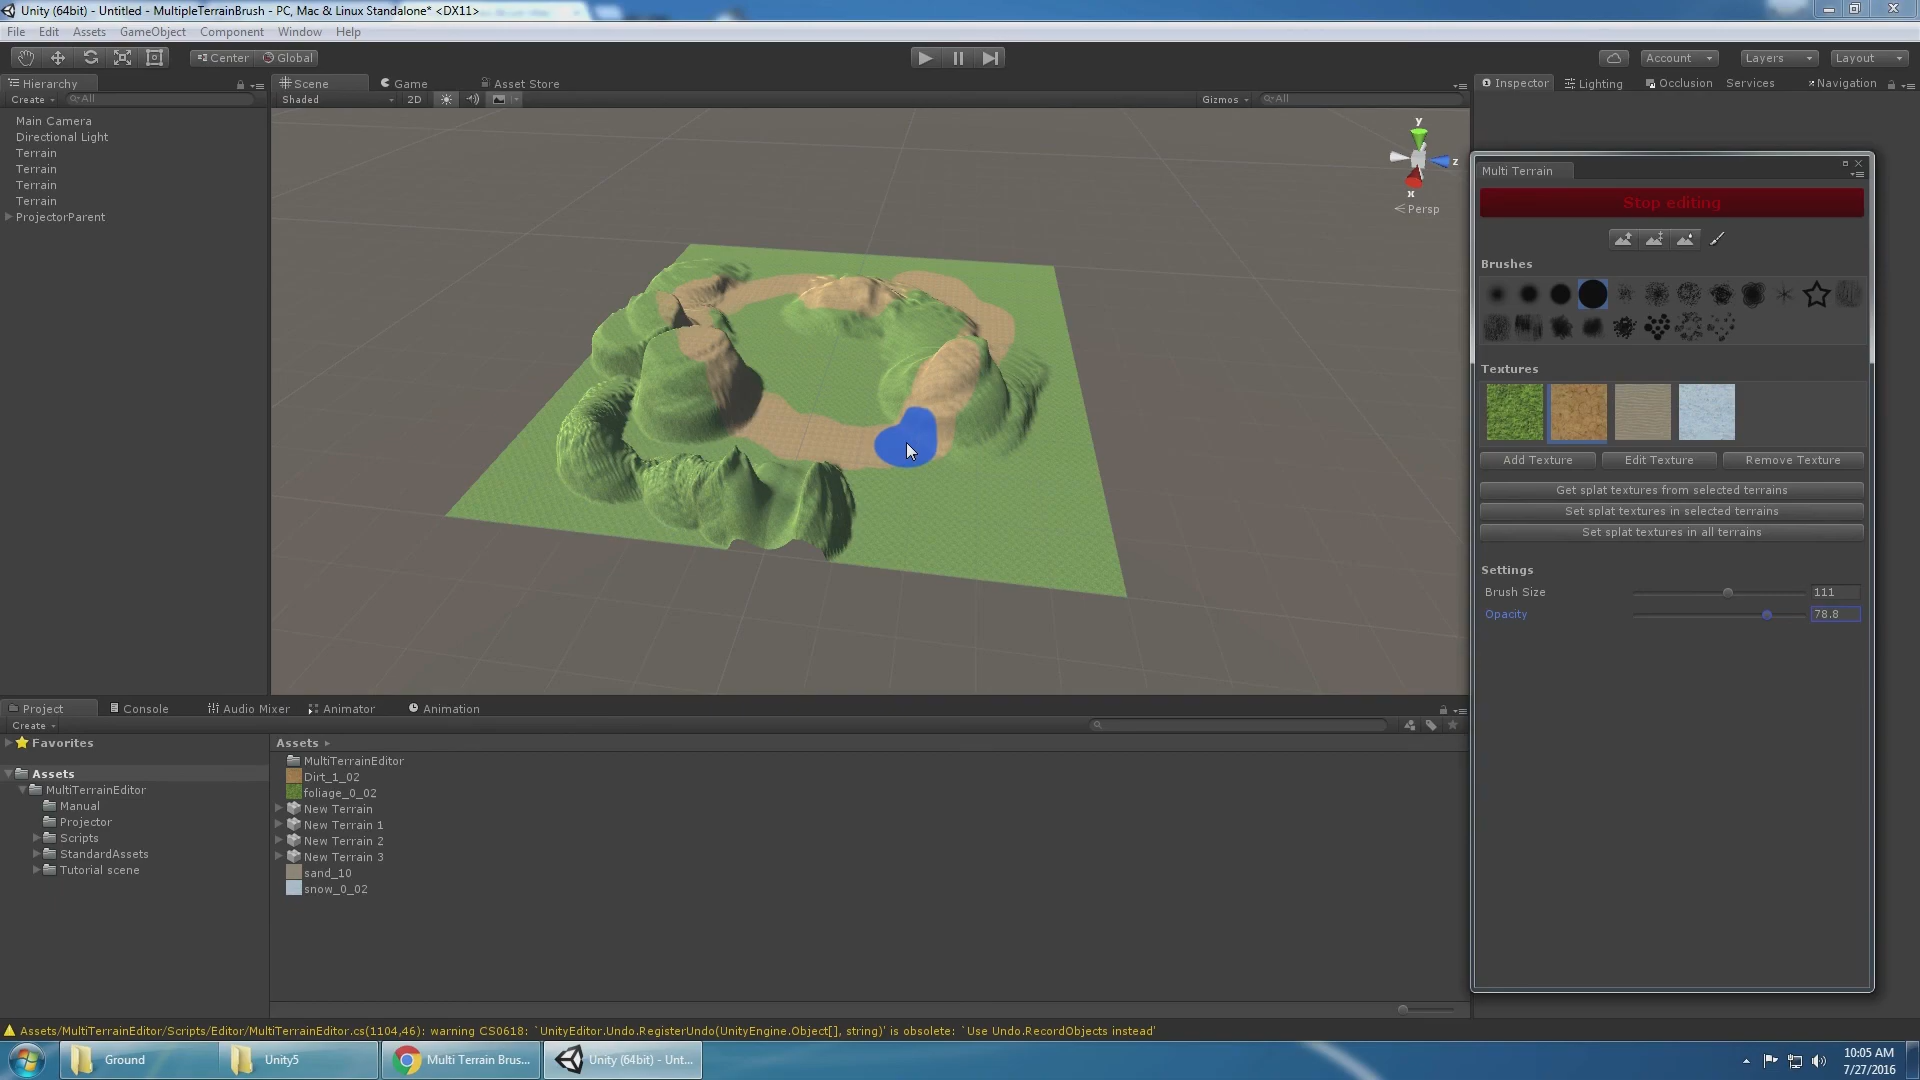 Unity (64bit) - Untitled - MultipleTerrainBrush - PC, Mac & Linux Standalone* <DX11>
File Edit Assets GameObject Component Window Help
Center Global Account Layers Layout
Hierarchy
Create All
Main Camera
Directional Light
Terrain
Terrain
Terrain
Terrain
ProjectorParent
Scene Game Asset Store
Shaded 2D Gizmos All
y
z
x
Persp
Inspector Lighting Occlusion Services Navigation
Multi Terrain
Stop editing
Brushes
Textures
Add Texture Edit Texture Remove Texture
Get splat textures from selected terrains
Set splat textures in selected terrains
Set splat textures in all terrains
Settings
Brush Size 111
Opacity 78.8
Project Console Audio Mixer Animator Animation
Create
Favorites
Assets
MultiTerrainEditor
Manual
Projector
Scripts
StandardAssets
Tutorial scene
Assets
MultiTerrainEditor
Dirt_1_02
foliage_0_02
New Terrain
New Terrain 1
New Terrain 2
New Terrain 3
sand_10
snow_0_02
Assets/MultiTerrainEditor/Scripts/Editor/MultiTerrainEditor.cs(1104,46): warning CS0618: `UnityEditor.Undo.RegisterUndo(UnityEngine.Object[], string)' is obsolete: `Use Undo.RecordObjects instead'
Ground Unity5 Multi Terrain Brus... Unity (64bit) - Unt...
10:05 AM
7/27/2016